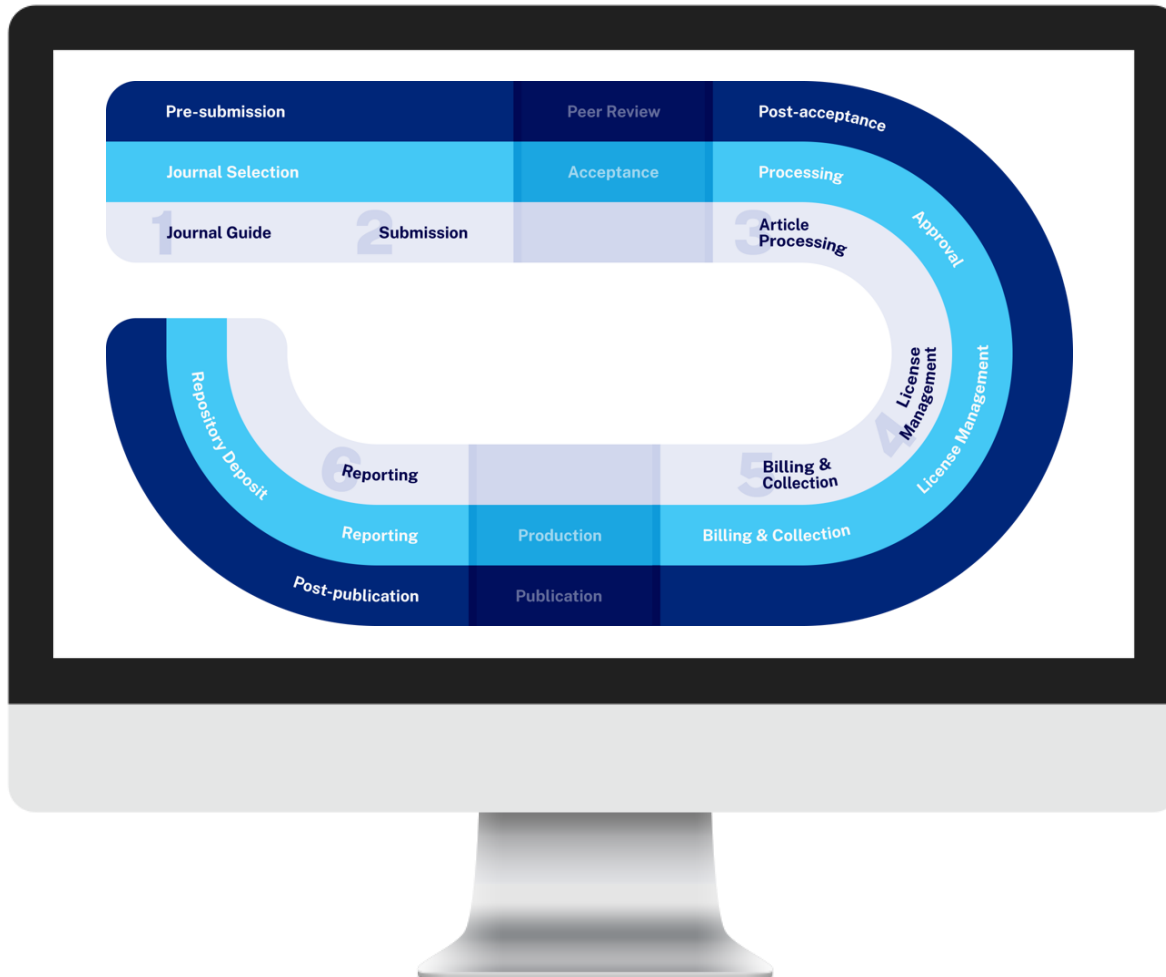 Pre-submission
Peer Review
Post-acceptance
Journal Selection
Acceptance
Processing
Approval
License Management
1 Journal Guide
2 Submission
3 Article
Processing
4 License
Management
5 Billing &
Collection
6 Reporting
Billing & Collection
Production
Reporting
Repository Deposit
Publication
Post-publication